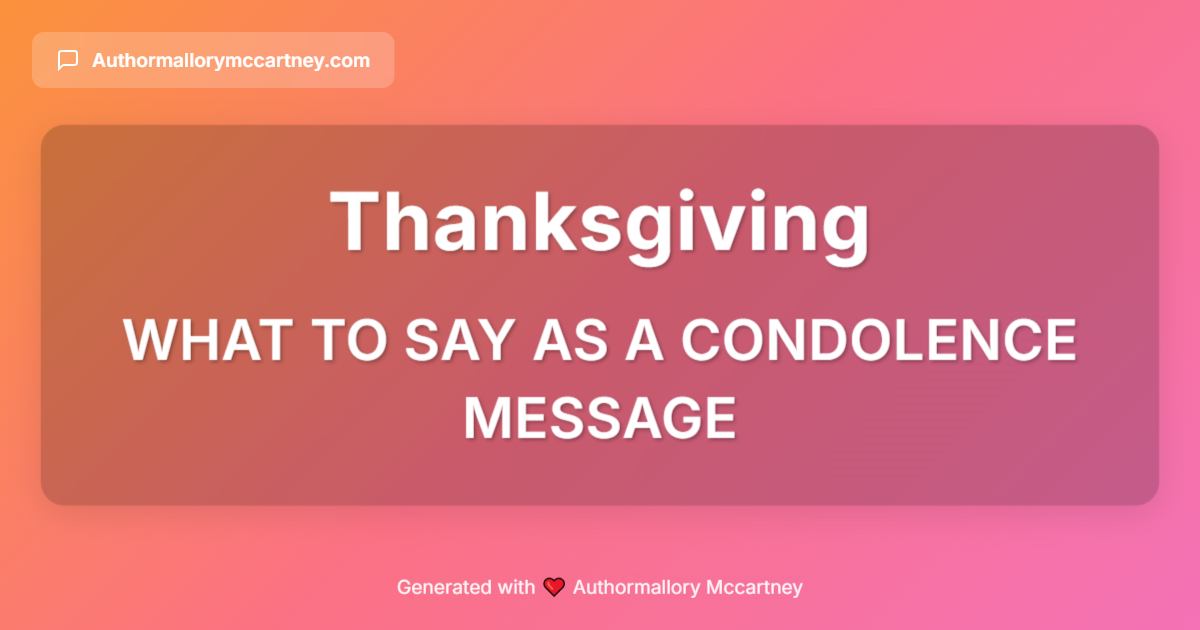 Authormallorymccartney.com
Thanksgiving
WHAT TO SAY AS A CONDOLENCE
MESSAGE
Generated with ❤️ Authormallory Mccartney